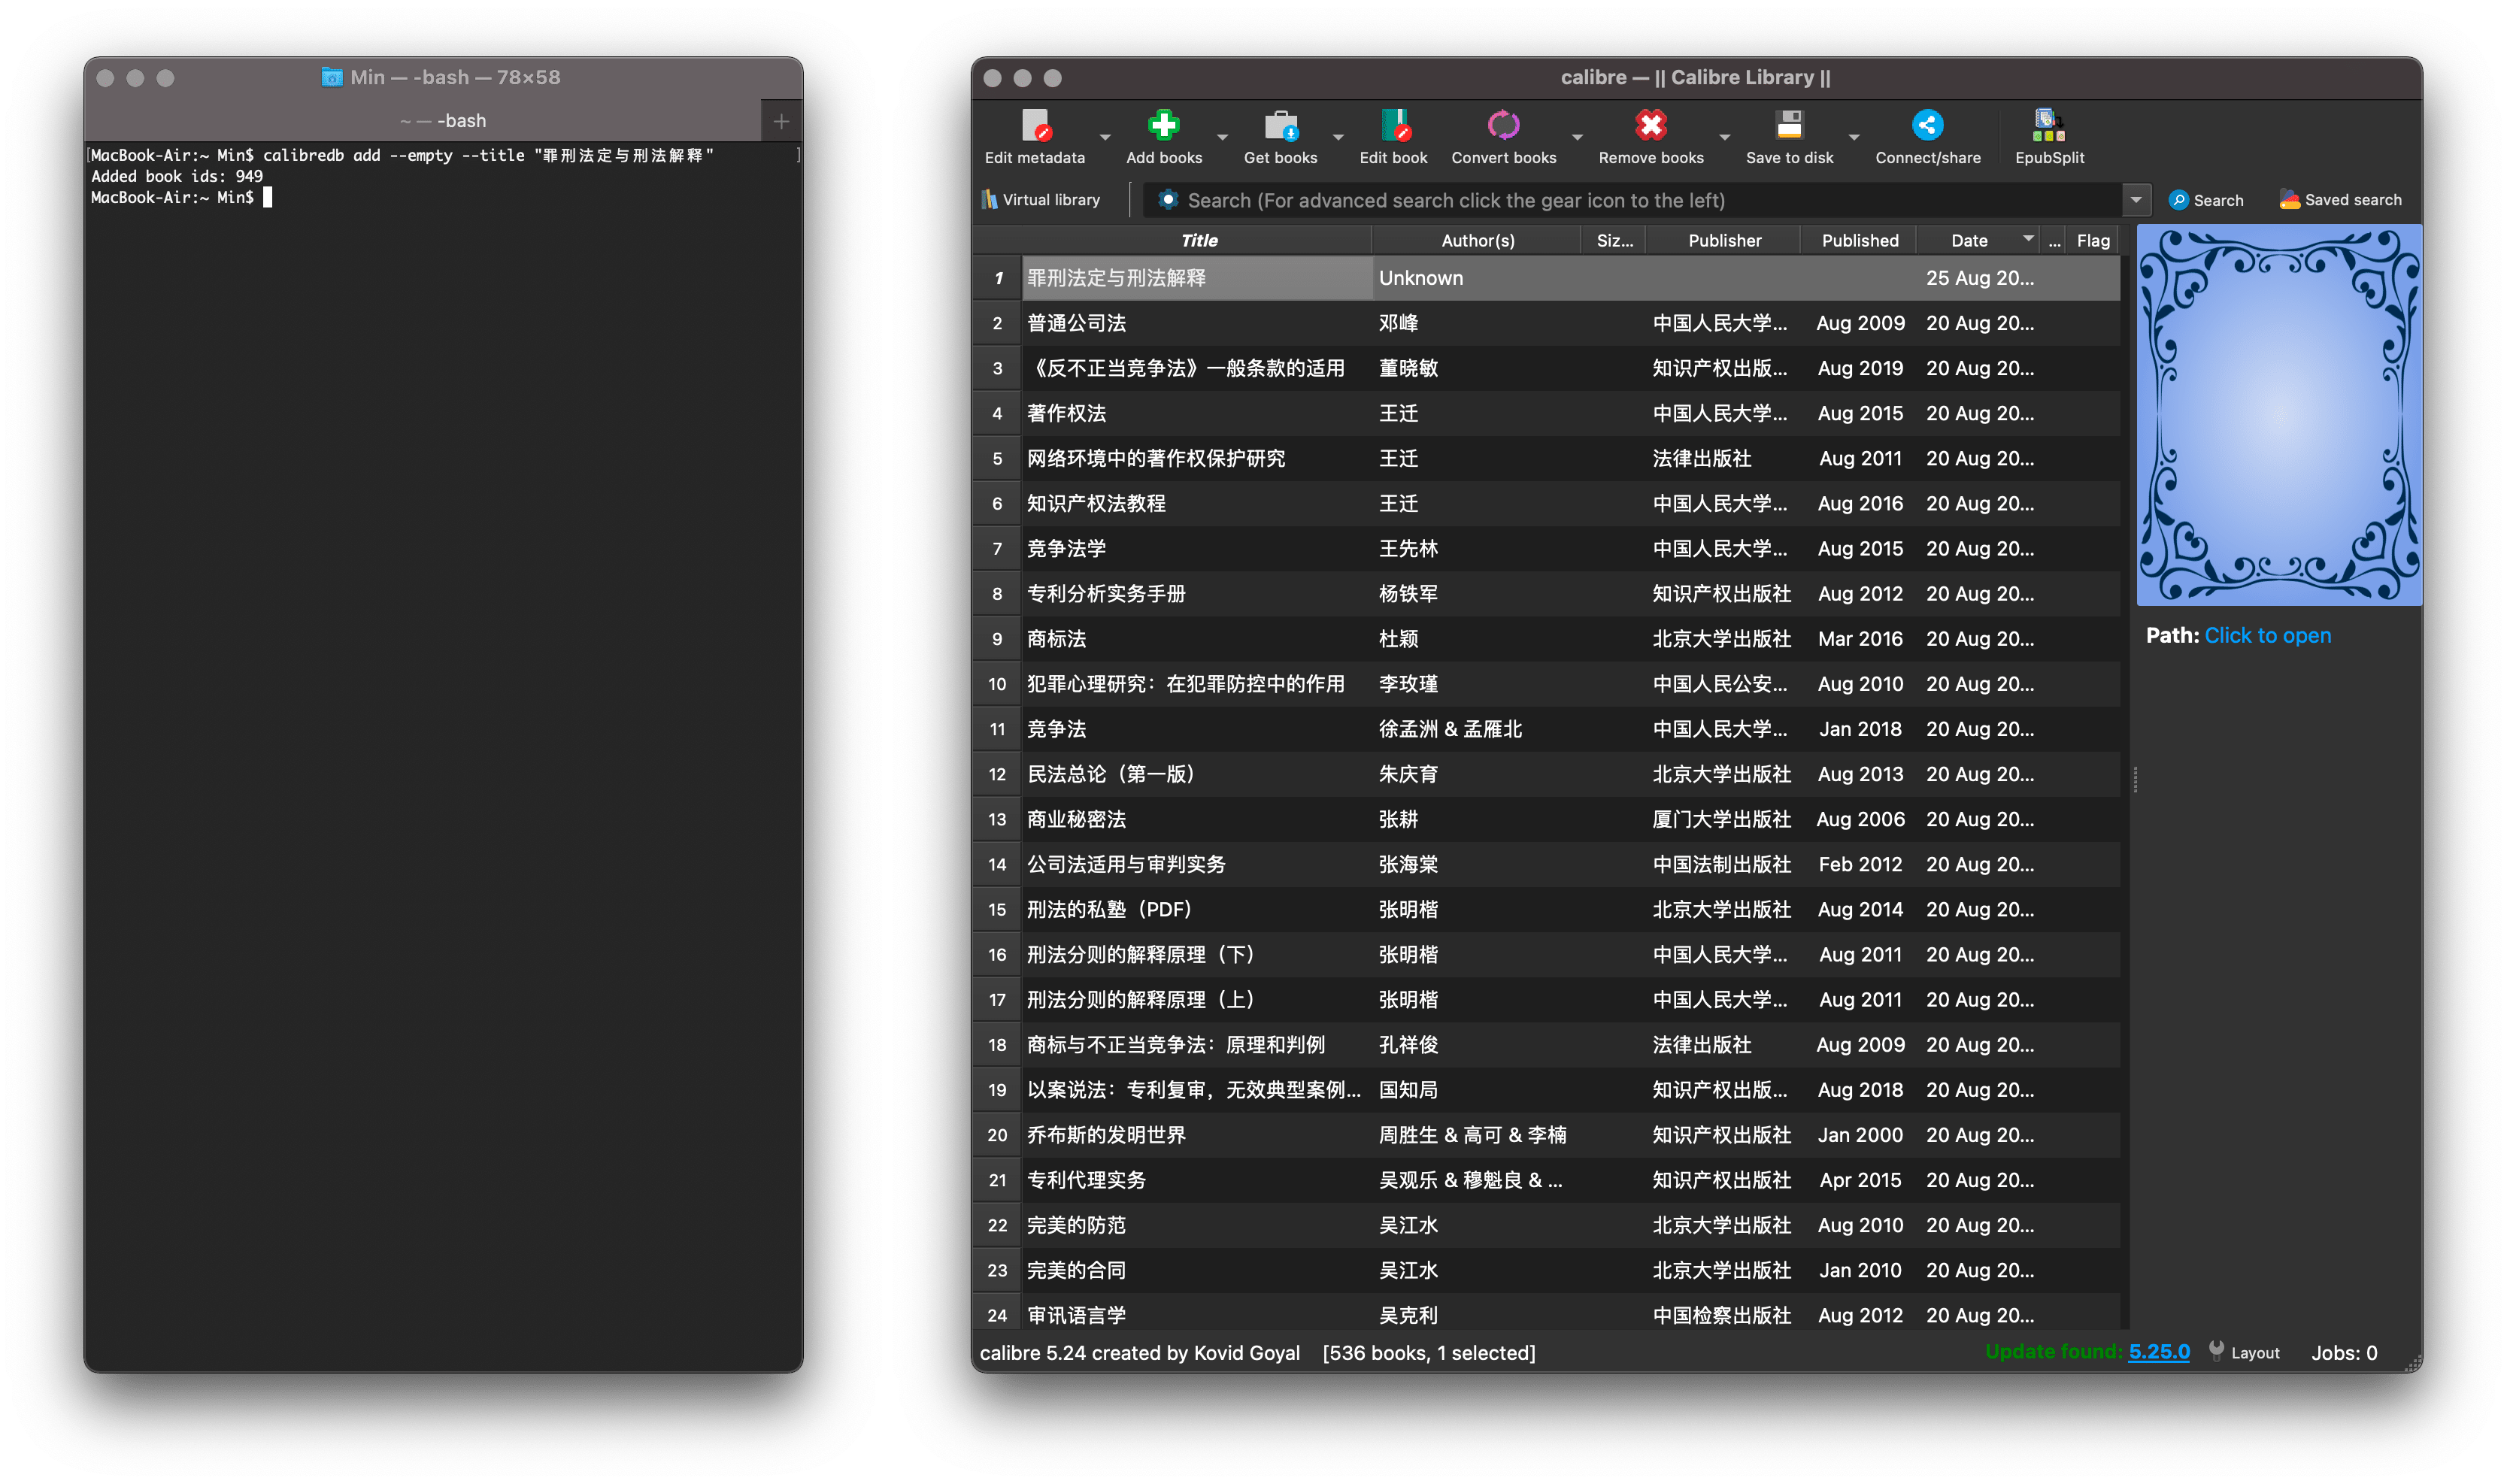 Min — -bash — 78×58
~ — -bash
MacBook-Air:~ Min$ calibredb add --empty --title "罪刑法定与刑法解释"
Added book ids: 949
MacBook-Air:~ Min$
calibre — || Calibre Library ||
Edit metadata Add books Get books Edit book Convert books Remove books Save to disk Connect/share EpubSplit
Virtual library Search (For advanced search click the gear icon to the left) Search Saved search
Title Author(s) Siz... Publisher Published Date ... Flag
1 罪刑法定与刑法解释 Unknown 25 Aug 20...
2 普通公司法 邓峰 中国人民大学... Aug 2009 20 Aug 20...
3 《反不正当竞争法》一般条款的适用 董晓敏 知识产权出版... Aug 2019 20 Aug 20...
4 著作权法 王迁 中国人民大学... Aug 2015 20 Aug 20...
5 网络环境中的著作权保护研究 王迁 法律出版社 Aug 2011 20 Aug 20...
6 知识产权法教程 王迁 中国人民大学... Aug 2016 20 Aug 20...
7 竞争法学 王先林 中国人民大学... Aug 2015 20 Aug 20...
8 专利分析实务手册 杨铁军 知识产权出版社 Aug 2012 20 Aug 20...
9 商标法 杜颖 北京大学出版社 Mar 2016 20 Aug 20...
10 犯罪心理研究：在犯罪防控中的作用 李玫瑾 中国人民公安... Aug 2010 20 Aug 20...
11 竞争法 徐孟洲 & 孟雁北 中国人民大学... Jan 2018 20 Aug 20...
12 民法总论（第一版） 朱庆育 北京大学出版社 Aug 2013 20 Aug 20...
13 商业秘密法 张耕 厦门大学出版社 Aug 2006 20 Aug 20...
14 公司法适用与审判实务 张海棠 中国法制出版社 Feb 2012 20 Aug 20...
15 刑法的私塾（PDF） 张明楷 北京大学出版社 Aug 2014 20 Aug 20...
16 刑法分则的解释原理（下） 张明楷 中国人民大学... Aug 2011 20 Aug 20...
17 刑法分则的解释原理（上） 张明楷 中国人民大学... Aug 2011 20 Aug 20...
18 商标与不正当竞争法：原理和判例 孔祥俊 法律出版社 Aug 2009 20 Aug 20...
19 以案说法：专利复审，无效典型案例... 国知局 知识产权出版... Aug 2018 20 Aug 20...
20 乔布斯的发明世界 周胜生 & 高可 & 李楠 知识产权出版社 Jan 2000 20 Aug 20...
21 专利代理实务 吴观乐 & 穆魁良 & ... 知识产权出版社 Apr 2015 20 Aug 20...
22 完美的防范 吴江水 北京大学出版社 Aug 2010 20 Aug 20...
23 完美的合同 吴江水 北京大学出版社 Jan 2010 20 Aug 20...
24 审讯语言学 吴克利 中国检察出版社 Aug 2012 20 Aug 20...
Path: Click to open
calibre 5.24 created by Kovid Goyal [536 books, 1 selected] Update found: 5.25.0 Layout Jobs: 0